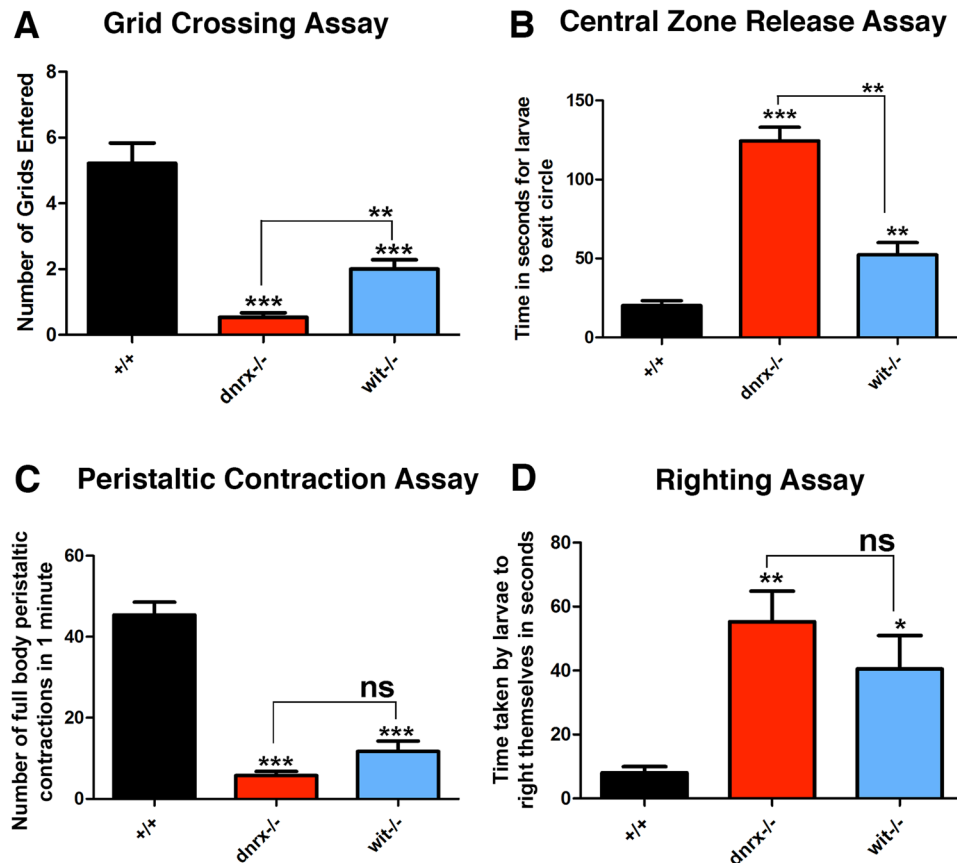 A
Grid Crossing Assay
Number of Grids Entered
8
6
4
2
0
***
**
***
+/+
dnrx-/-
wit-/-
B
Central Zone Release Assay
Time in seconds for larvae
to exit circle
150
100
50
0
***
**
**
+/+
dnrx-/-
wit-/-
C
Peristaltic Contraction Assay
Number of full body peristaltic
contractions in 1 minute
60
40
20
0
***
ns
***
+/+
dnrx-/-
wit-/-
D
Righting Assay
Time taken by larvae to
right themselves in seconds
80
60
40
20
0
**
ns
*
+/+
dnrx-/-
wit-/-